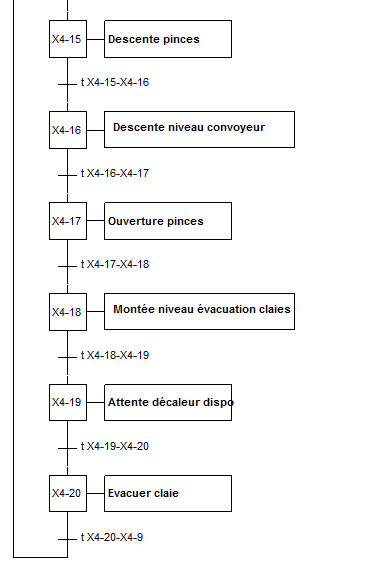 X4-15 Descente pinces
t X4-15-X4-16
X4-16 Descente niveau convoyeur
t X4-16-X4-17
X4-17 Ouverture pinces
t X4-17-X4-18
X4-18 Montée niveau évacuation claies
t X4-18-X4-19
X4-19 Attente décaleur dispo
t X4-19-X4-20
X4-20 Evacuer claie
t X4-20-X4-9